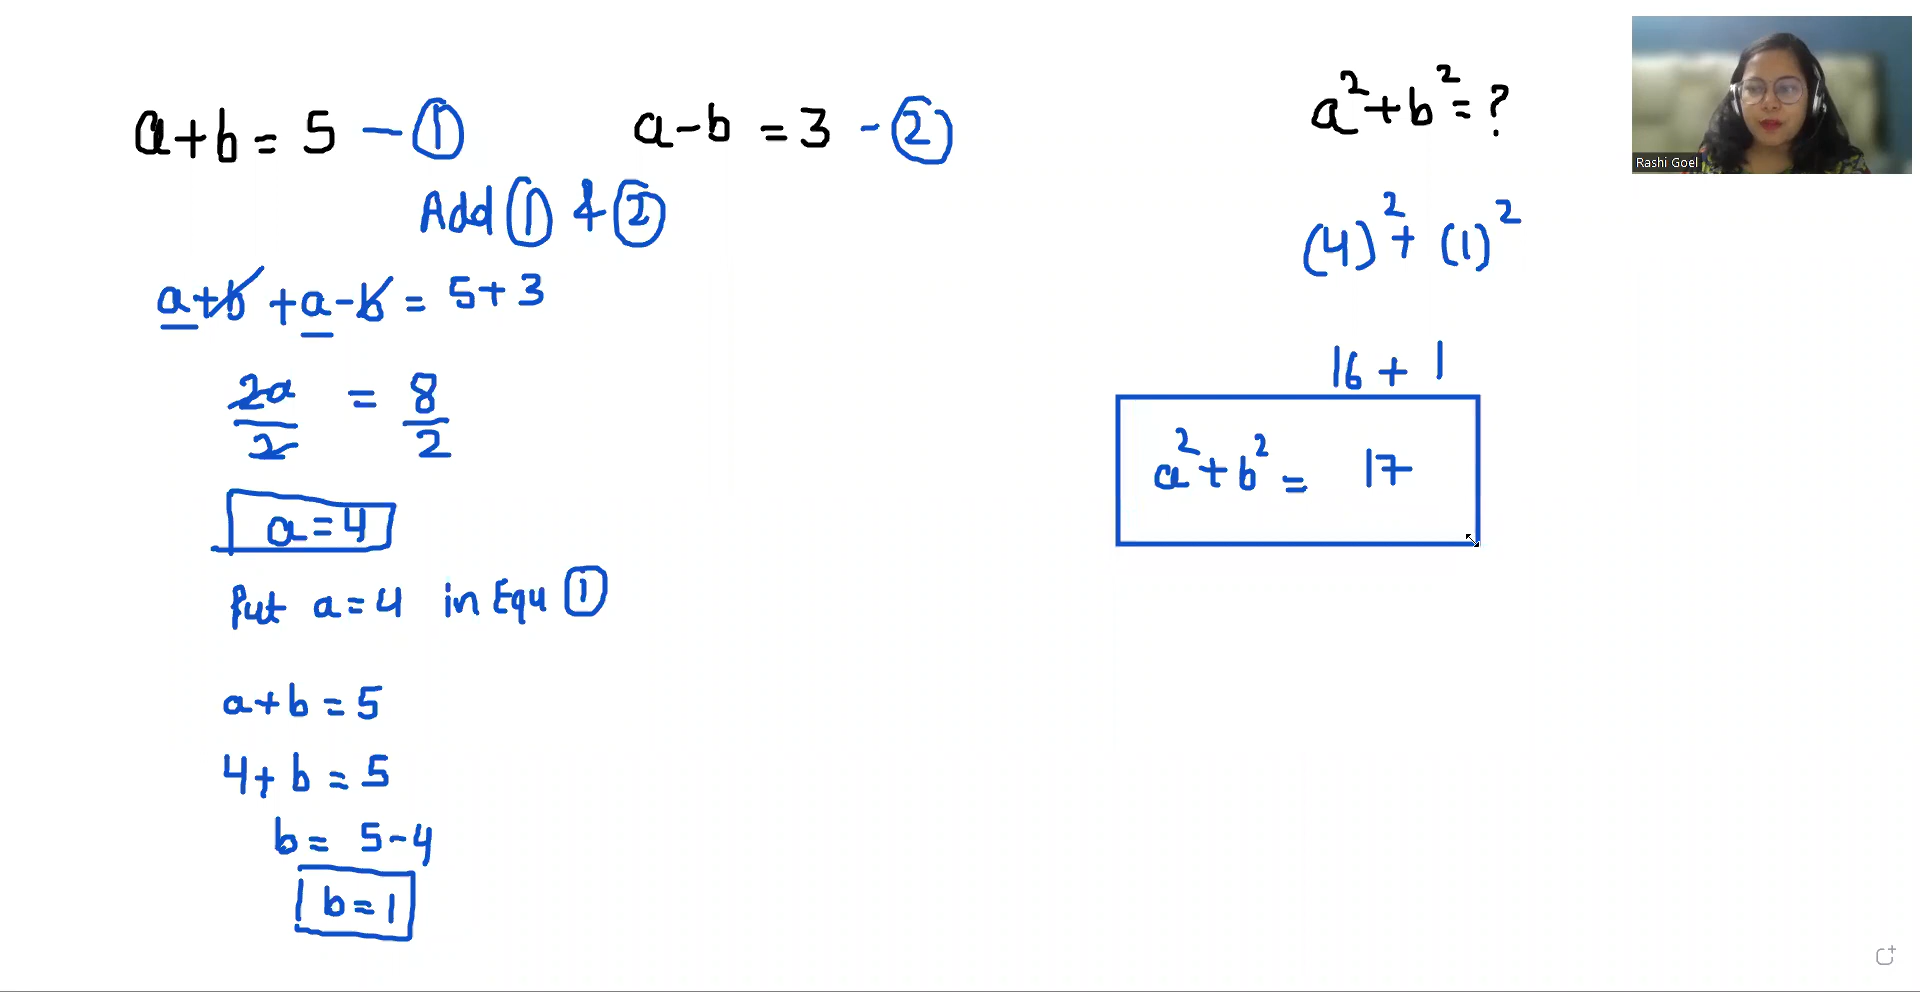 a+b = 5 — ①
a-b = 3 - ②
Add ① & ②
a+b + a-b = 5+3
2a/2 = 8/2
a=4
Put a=4 in Equ ①
a+b = 5
4+b = 5
b = 5-4
b=1
a²+b² = ?
(4)² + (1)²
16 + 1
a²+b² = 17
Rashi Goel